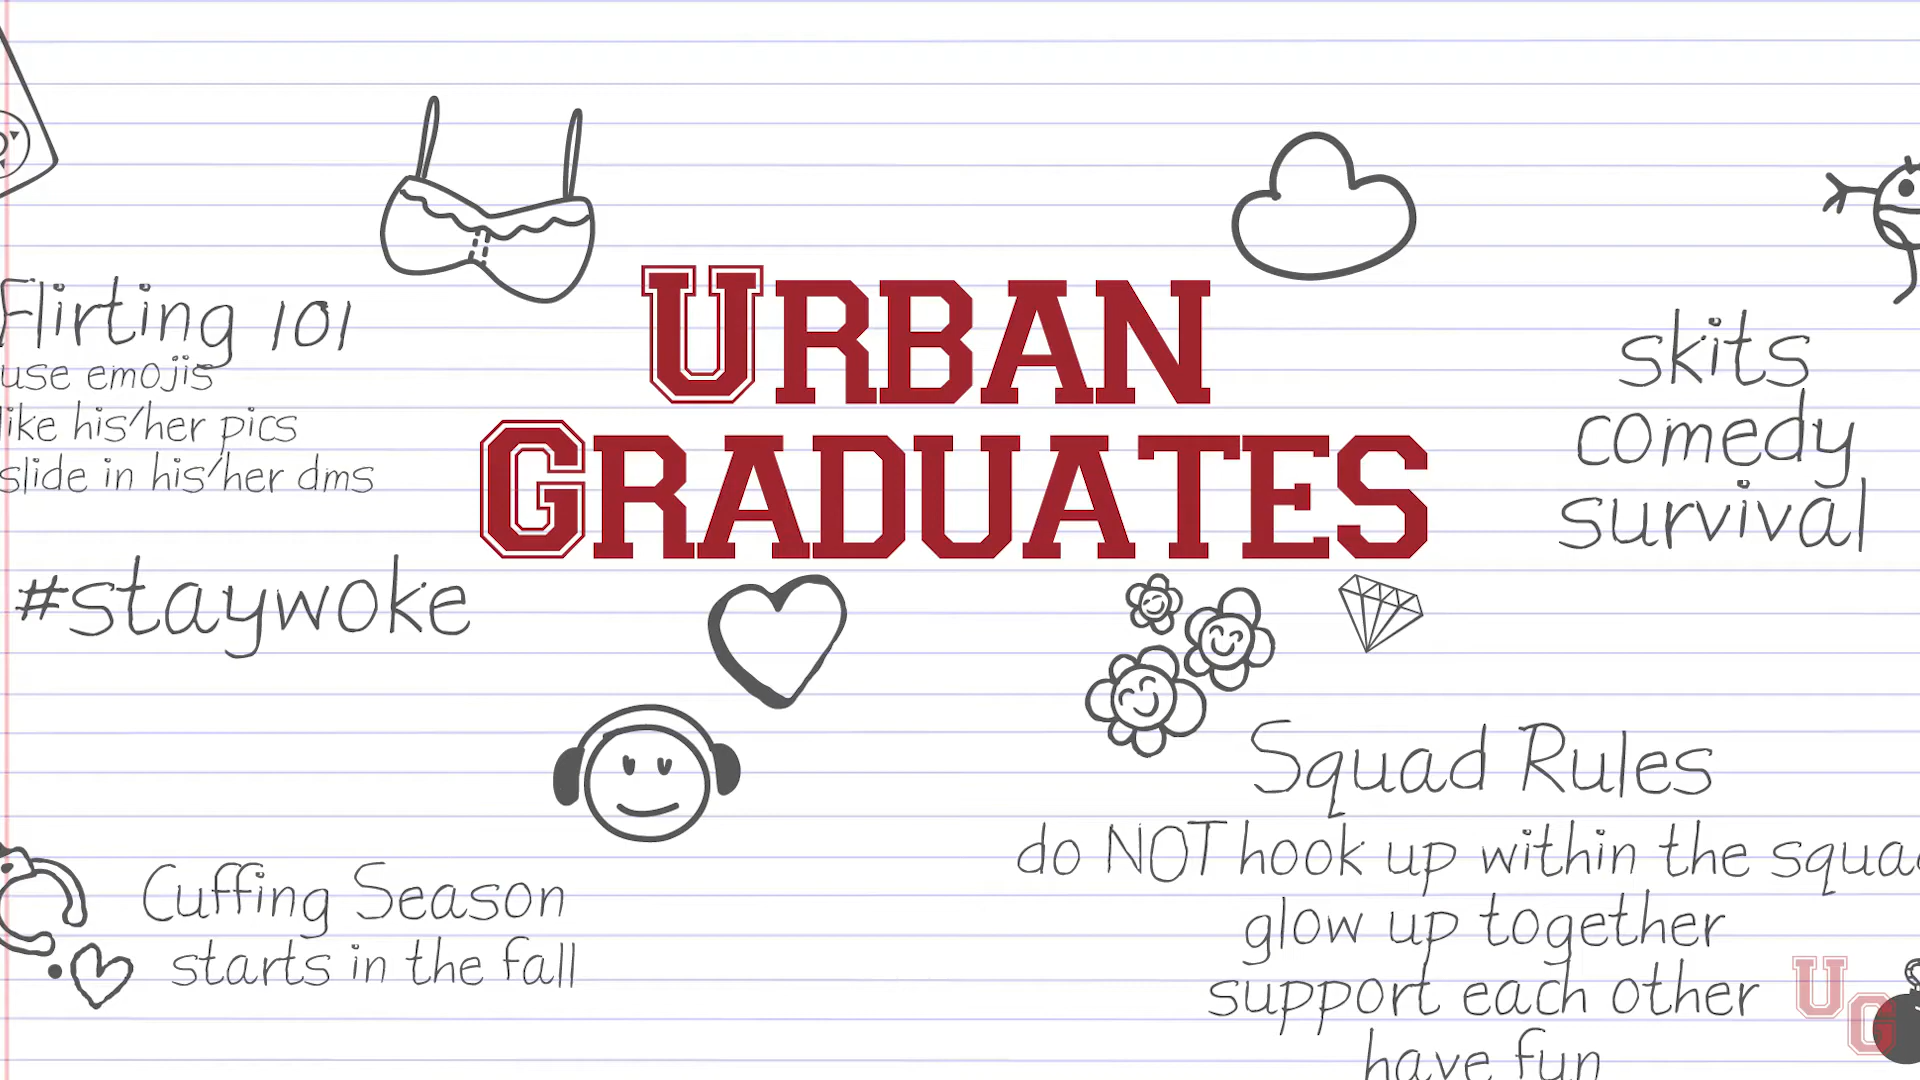 URBAN
GRADUATES
Flirting 101
use emojis
like his/her pics
slide in his/her dms
#staywoke
Cuffing Season
starts in the fall
skits
comedy
survival
Squad Rules
do NOT hook up within the squad
glow up together
support each other
have fun
UG